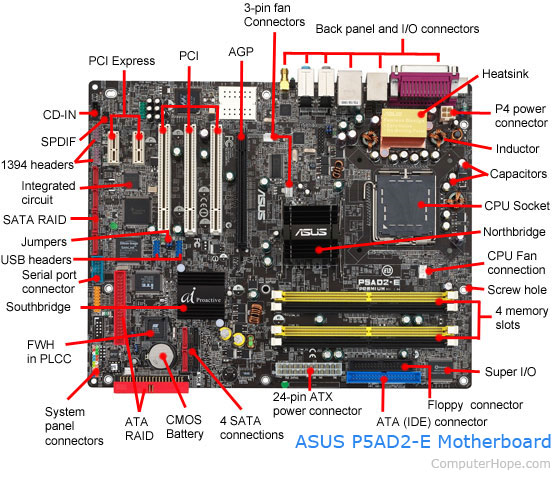 3-pin fan
Connectors
Back panel and I/O connectors
PCI Express
PCI
AGP
Heatsink
CD-IN
P4 power
connector
SPDIF
Inductor
1394 headers
Capacitors
Integrated
circuit
CPU Socket
SATA RAID
ASUS
ASUS
Northbridge
Jumpers
USB headers
CPU Fan
connection
Serial port
connector
P5AD2-E
PREMIUM
Screw hole
Southbridge
ai
Proactive
4 memory
slots
FWH
in PLCC
Super I/O
System
panel
connectors
ATA
RAID
CMOS
Battery
4 SATA
connections
24-pin ATX
power connector
Floppy connector
ATA (IDE) connector
ASUS P5AD2-E Motherboard
ComputerHope.com